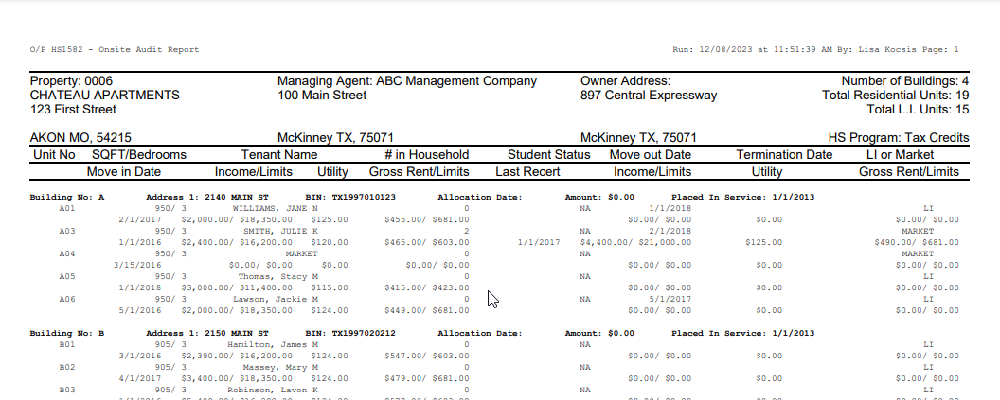 O/P HS1582 - Onsite Audit Report Run: 12/08/2023 at 11:51:39 AM By: Lisa Kocsis Page: 1
Property: 0006 Managing Agent: ABC Management Company Owner Address: Number of Buildings: 4
CHATEAU APARTMENTS 100 Main Street 897 Central Expressway Total Residential Units: 19
123 First Street Total L.I. Units: 15
AKON MO, 54215 McKinney TX, 75071 McKinney TX, 75071 HS Program: Tax Credits
Unit No SQFT/Bedrooms Tenant Name # in Household Student Status Move out Date Termination Date LI or Market
Move in Date Income/Limits Utility Gross Rent/Limits Last Recert Income/Limits Utility Gross Rent/Limits
Building No: A Address 1: 2140 MAIN ST BIN: TX1997010123 Allocation Date: Amount: $0.00 Placed In Service: 1/1/2013
A01 950/ 3 WILLIAMS, JANE N 0 NA 1/1/2018 LI
2/1/2017 $2,000.00/ $18,350.00 $125.00 $455.00/ $681.00 $0.00/ $0.00 $0.00 $0.00/ $0.00
A03 950/ 3 SMITH, JULIE K 2 NA 2/1/2018 MARKET
1/1/2016 $2,400.00/ $16,200.00 $120.00 $465.00/ $603.00 1/1/2017 $4,400.00/ $21,000.00 $125.00 $490.00/ $681.00
A04 950/ 3 MARKET 0 NA MARKET
3/15/2016 $0.00/ $0.00 $0.00 $0.00/ $0.00 $0.00/ $0.00 $0.00 $0.00/ $0.00
A05 950/ 3 Thomas, Stacy M 0 NA LI
1/1/2018 $3,000.00/ $11,400.00 $115.00 $415.00/ $423.00 $0.00/ $0.00 $0.00 $0.00/ $0.00
A06 950/ 3 Lawson, Jackie M 0 NA 5/1/2017 LI
5/1/2016 $2,000.00/ $18,350.00 $124.00 $449.00/ $681.00 $0.00/ $0.00 $0.00 $0.00/ $0.00
Building No: B Address 1: 2150 MAIN ST BIN: TX1997020212 Allocation Date: Amount: $0.00 Placed In Service: 1/1/2013
B01 905/ 3 Hamilton, James M 0 NA LI
3/1/2016 $2,390.00/ $16,200.00 $124.00 $547.00/ $603.00 $0.00/ $0.00 $0.00 $0.00/ $0.00
B02 905/ 3 Massey, Mary M 0 NA LI
4/1/2017 $3,400.00/ $18,350.00 $124.00 $479.00/ $681.00 $0.00/ $0.00 $0.00 $0.00/ $0.00
B03 905/ 3 Robinson, Lavon K 0 NA LI